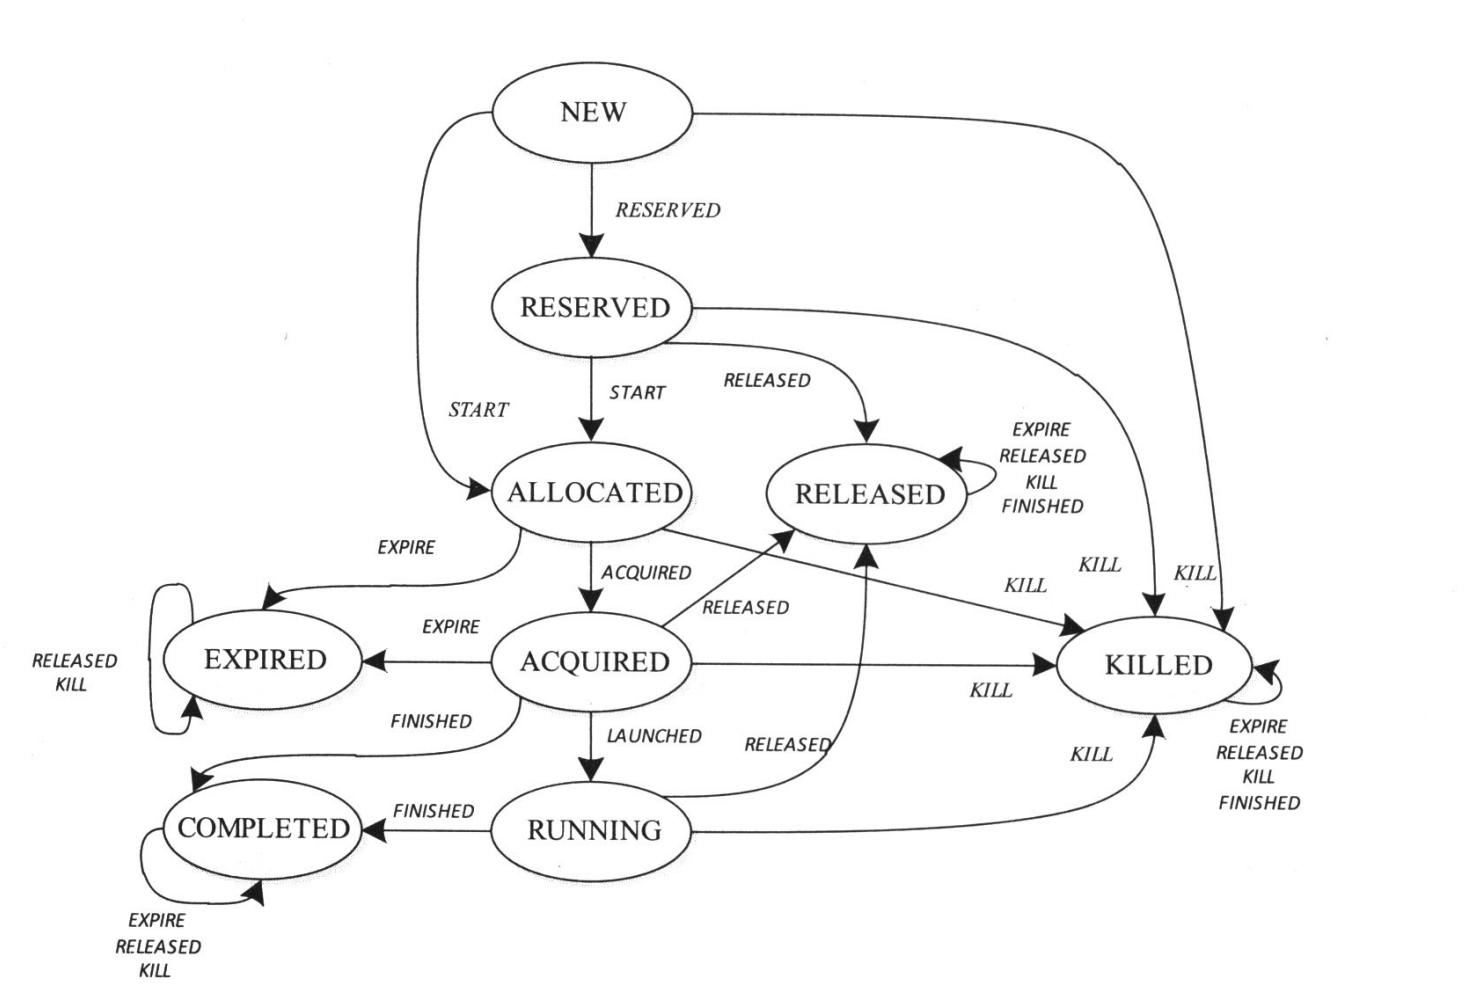 NEW
RESERVED
RESERVED
START
RELEASED
START
EXPIRE
RELEASED
KILL
FINISHED
ALLOCATED
RELEASED
EXPIRE
ACQUIRED
KILL
KILL
KILL
RELEASED
EXPIRE
RELEASED
KILL
EXPIRED
ACQUIRED
KILLED
KILL
FINISHED
LAUNCHED
RELEASED
KILL
EXPIRE
RELEASED
KILL
FINISHED
FINISHED
COMPLETED
RUNNING
EXPIRE
RELEASED
KILL